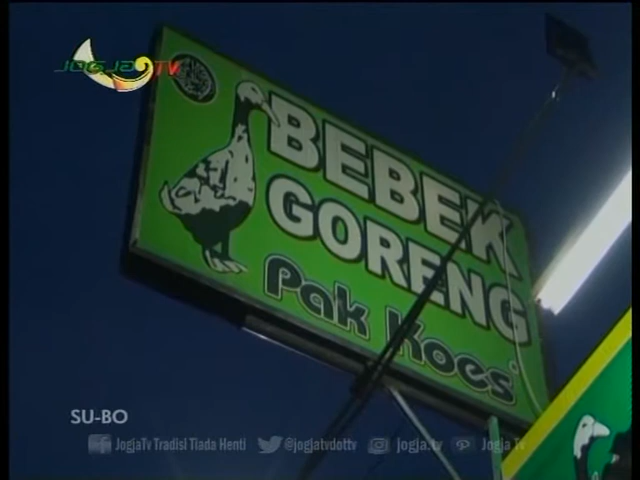 JOGJA TV
BEBEK
GORENG
Pak Koes
SU-BO
JogjaTv Tradisi Tiada Henti @jogjatvdottv jogja.tv Jogja Tv